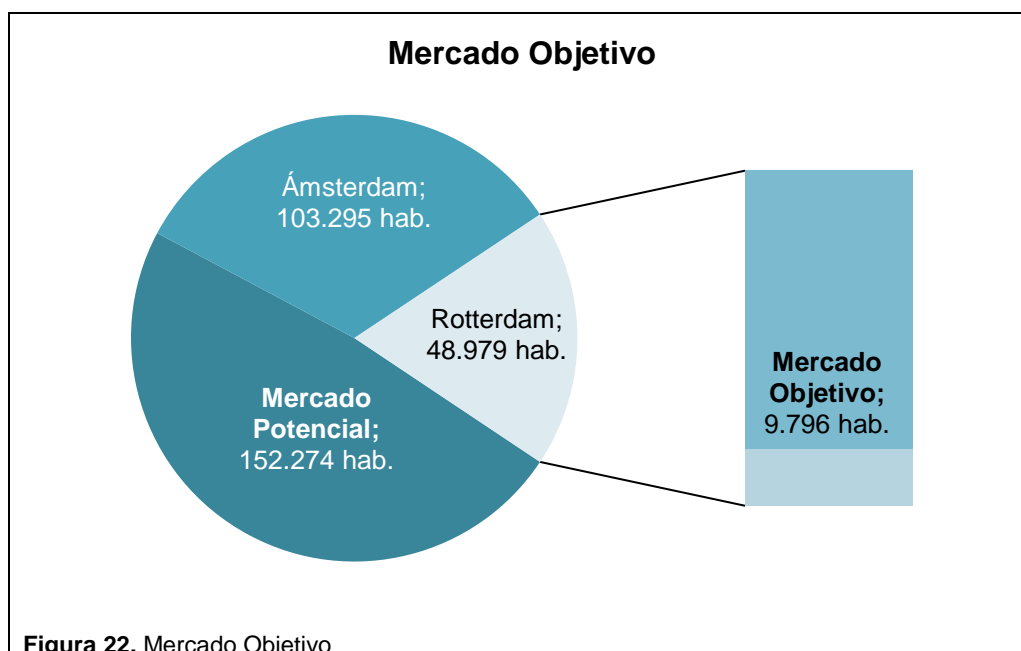 Mercado Objetivo
Ámsterdam;
103.295 hab.
Rotterdam;
48.979 hab.
Mercado
Potencial;
152.274 hab.
Mercado
Objetivo;
9.796 hab.
Figura 22. Mercado Objetivo